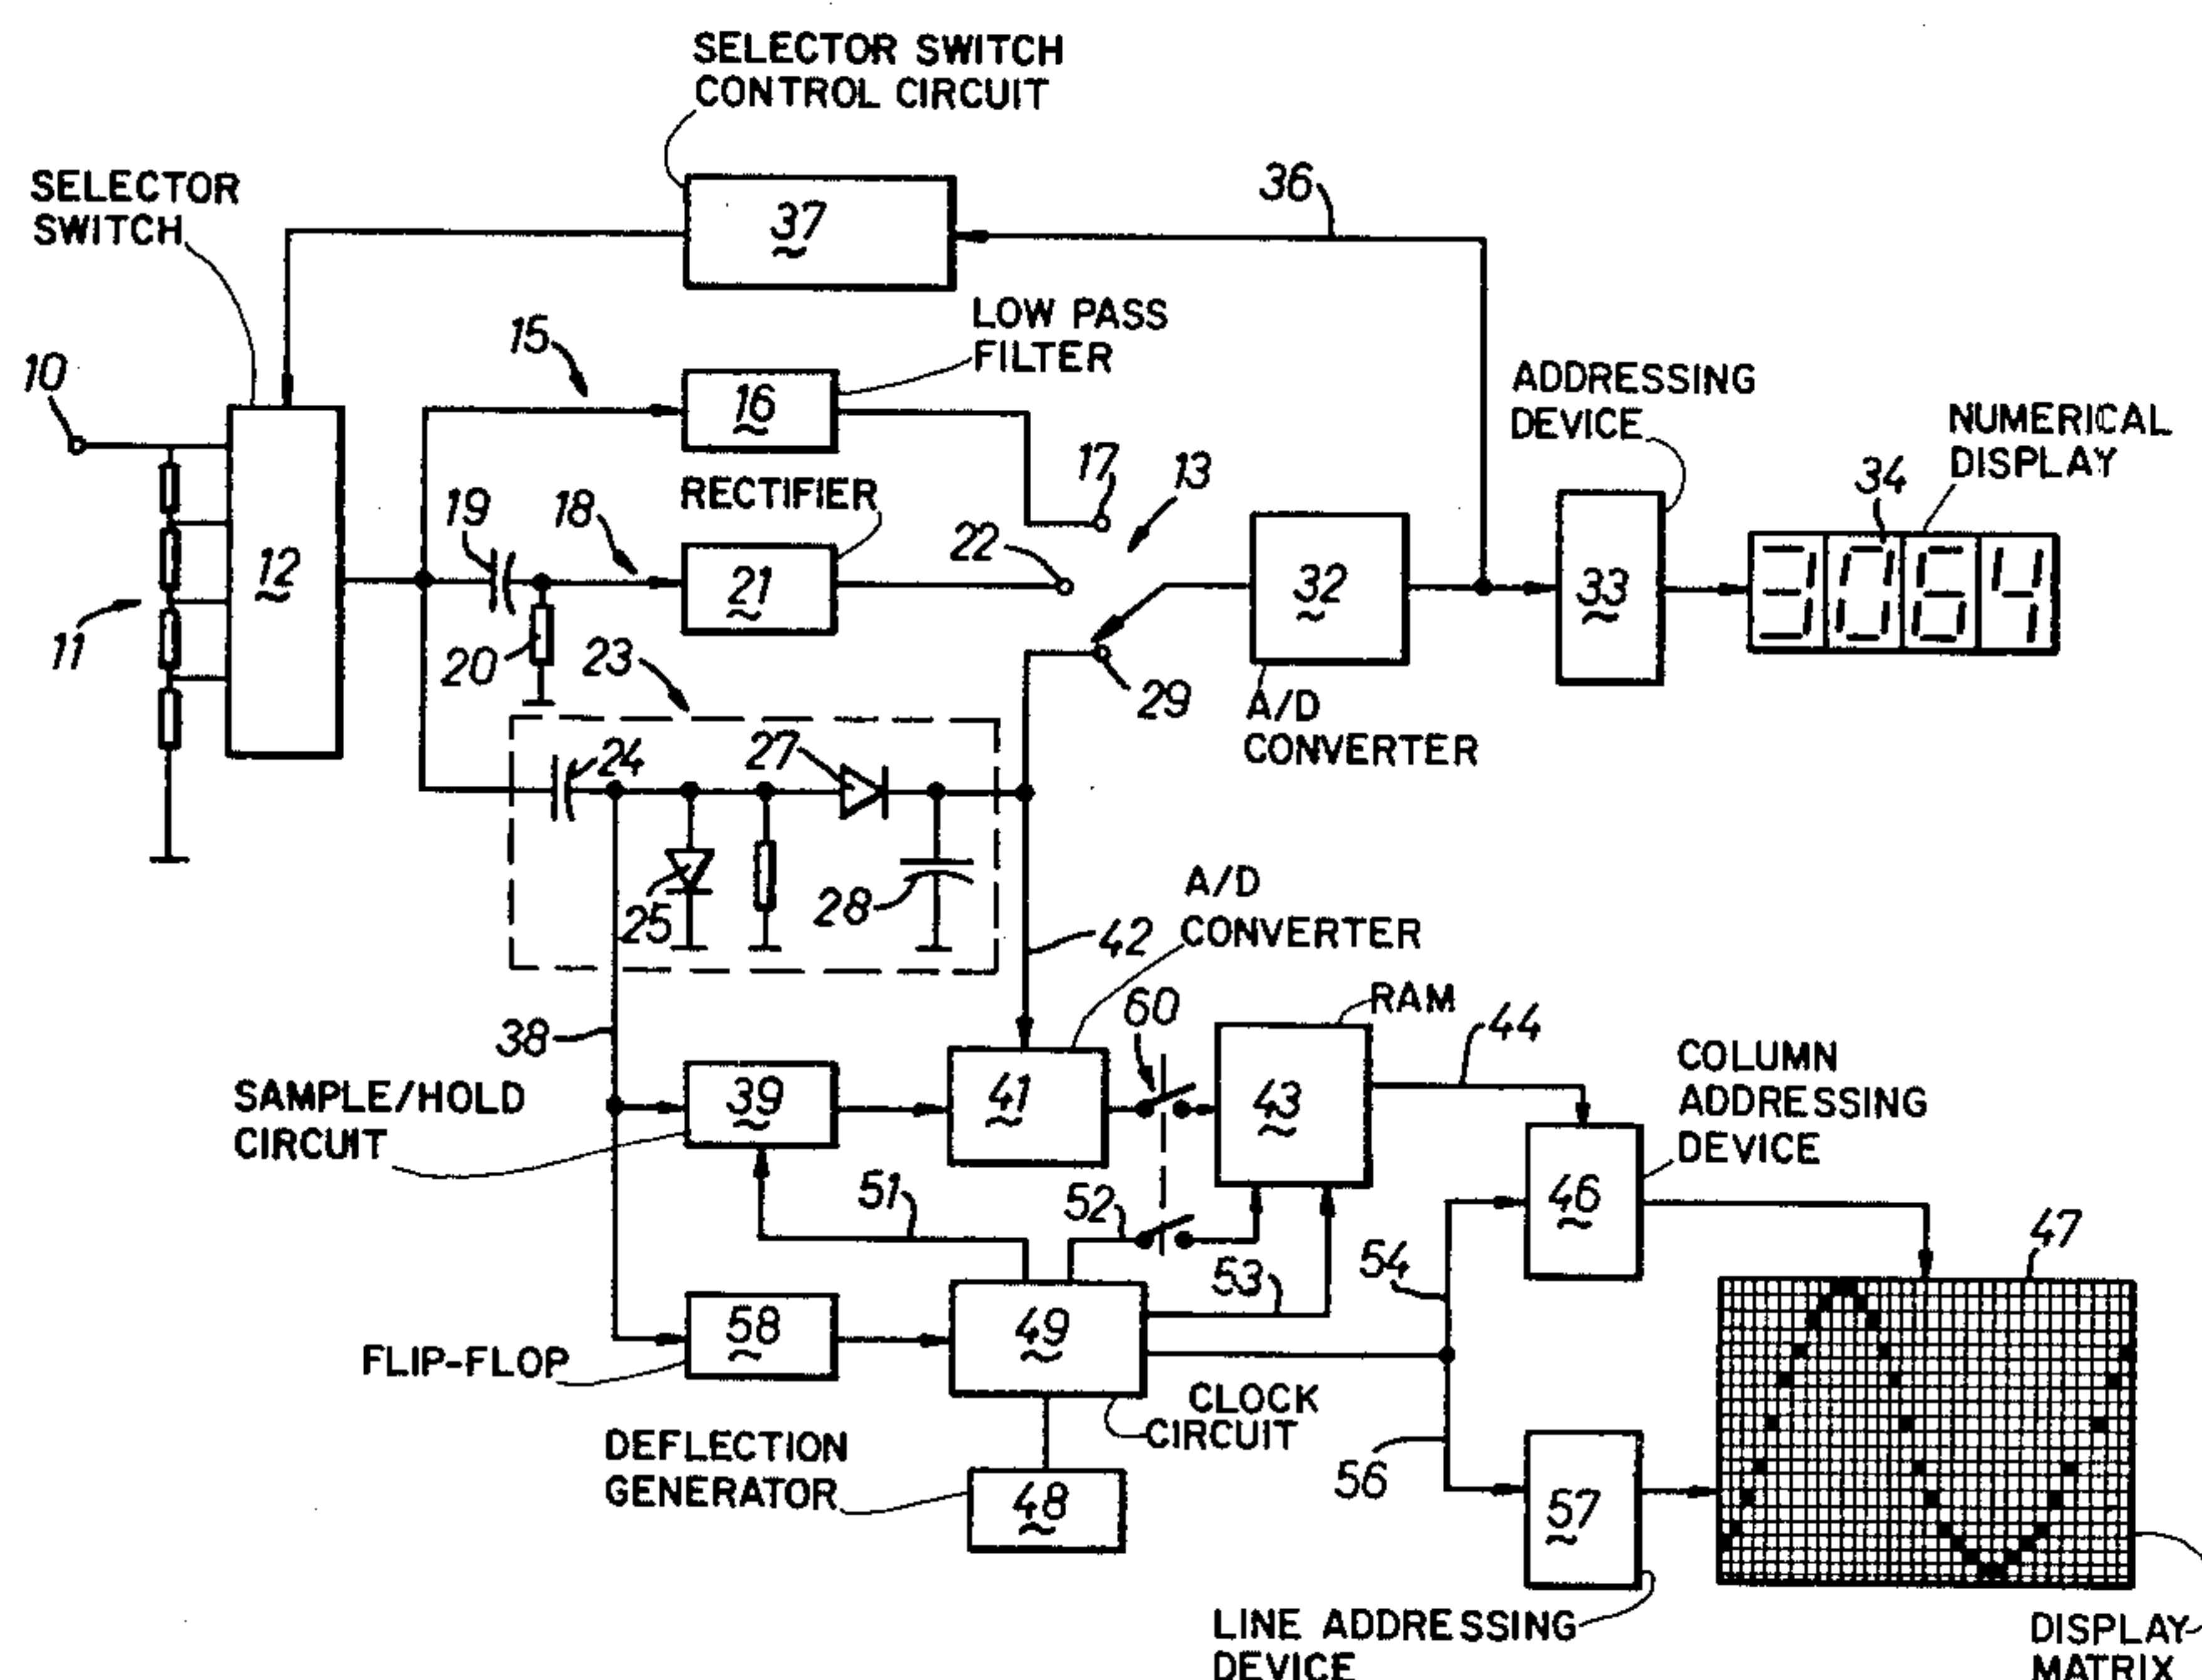 SELECTOR SWITCH
CONTROL CIRCUIT
37
36
SELECTOR
SWITCH
LOW PASS
FILTER
15
16
10
ADDRESSING
DEVICE
NUMERICAL
DISPLAY
34
17
13
RECTIFIER
19
18
22
12
21
32
33
3064
11
20
23
29
A/D
CONVERTER
24
27
25
28
A/D
CONVERTER
42
60
RAM
44
38
COLUMN
ADDRESSING
DEVICE
SAMPLE/HOLD
CIRCUIT
39
41
43
46
51
52
47
54
53
58
49
FLIP-FLOP
CLOCK
CIRCUIT
DEFLECTION
GENERATOR
48
56
57
LINE ADDRESSING
DEVICE
DISPLAY
MATRIX